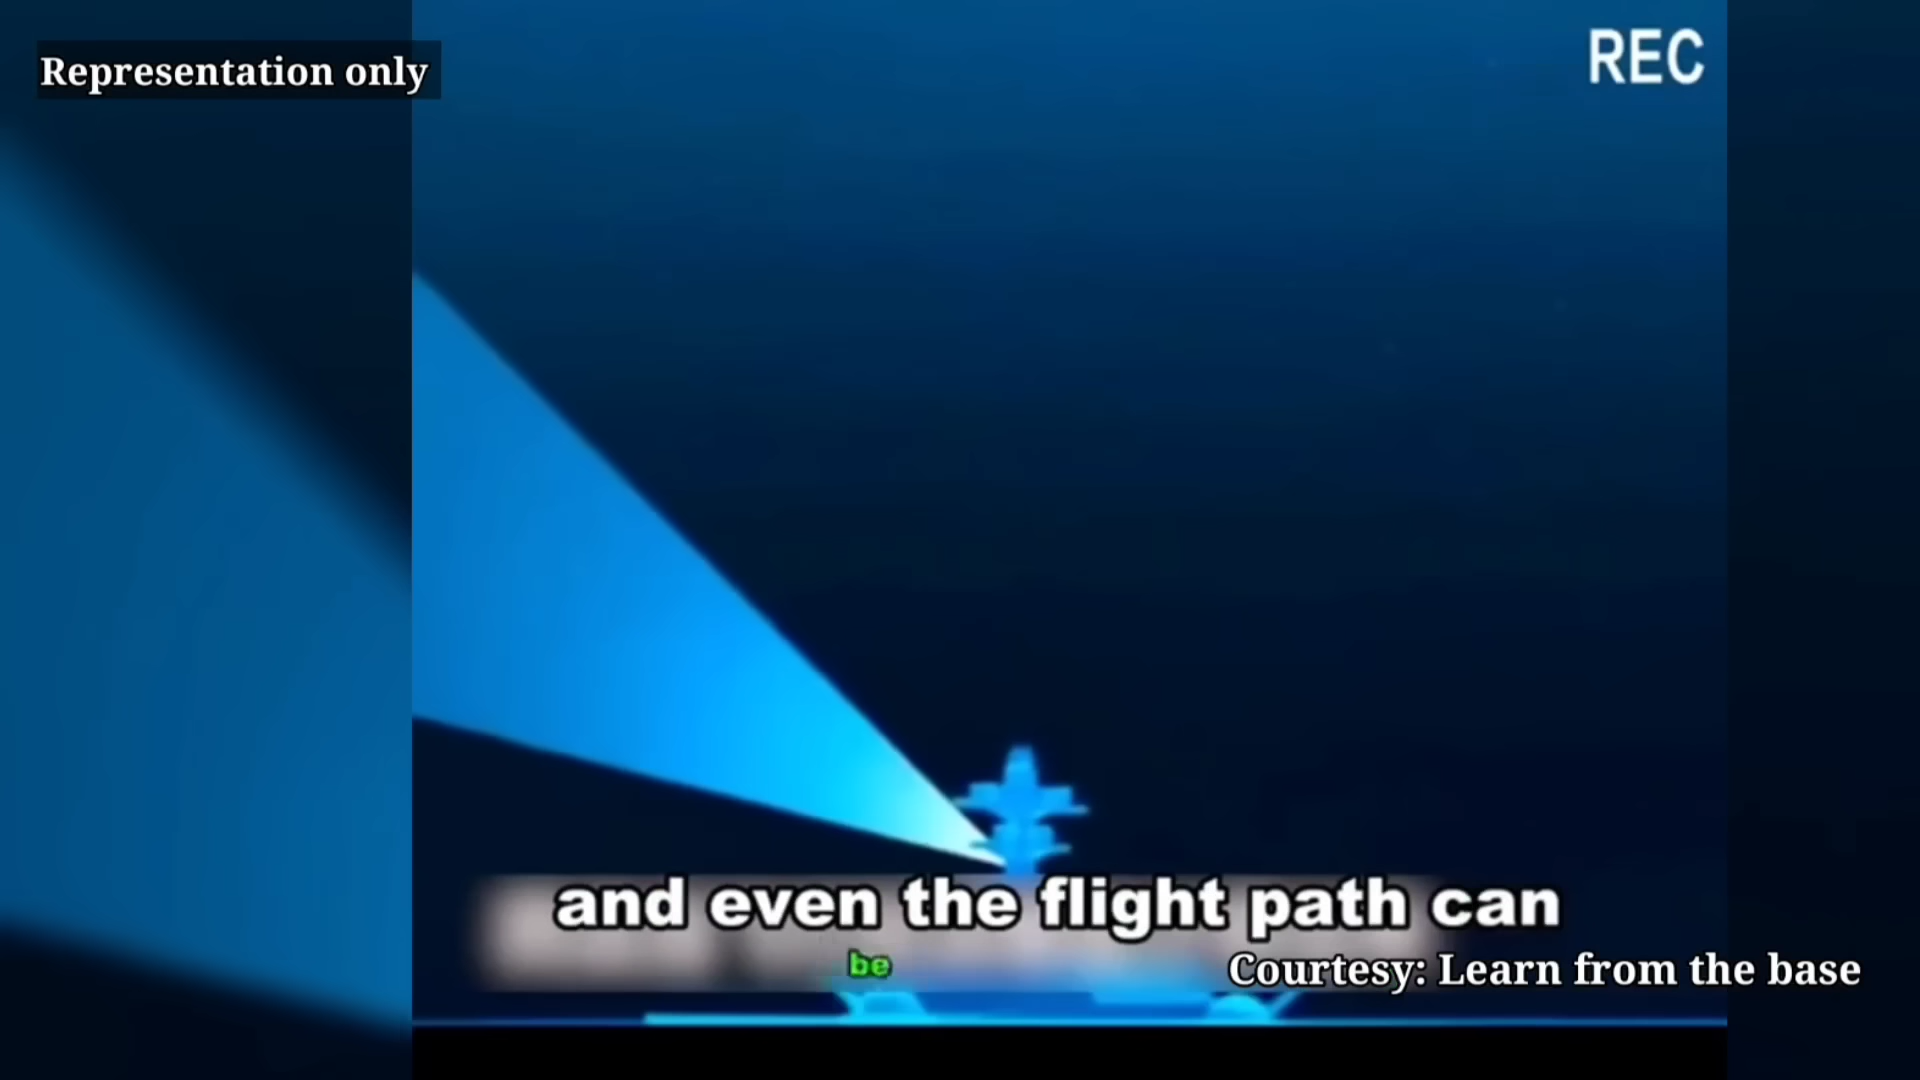 Representation only
REC
and even the flight path can
be
Courtesy: Learn from the base